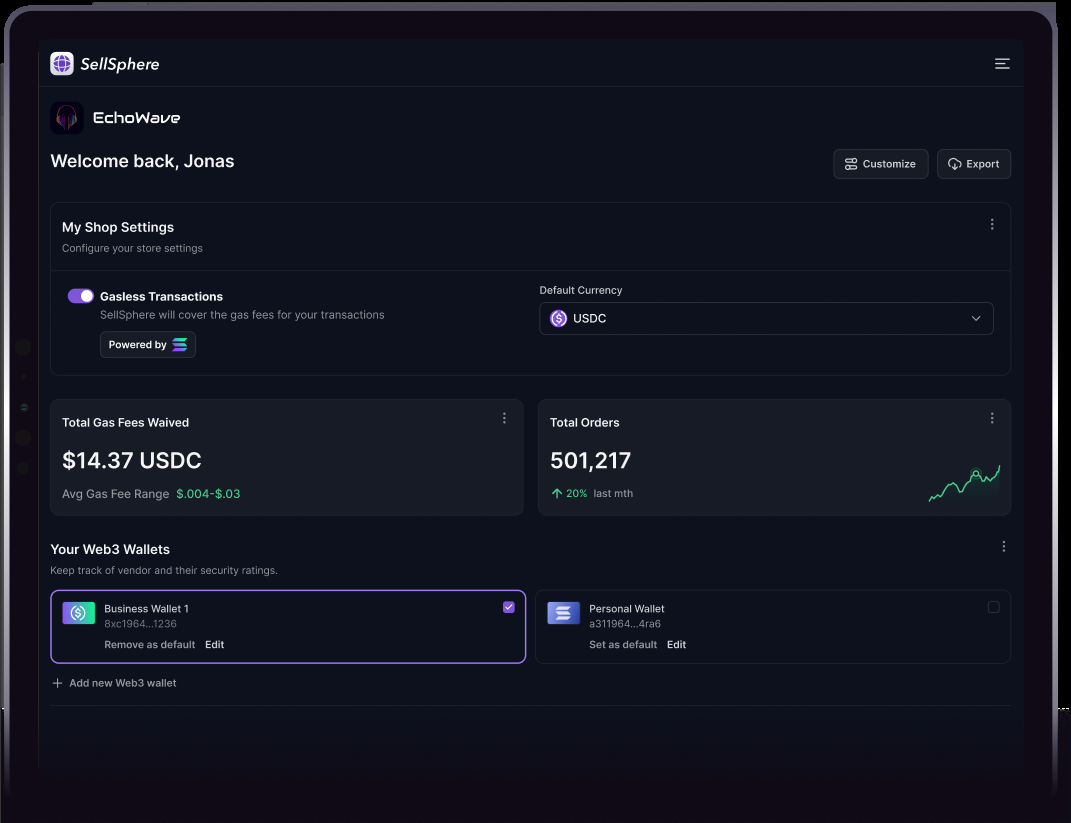 SellSphere
EchoWave
Welcome back, Jonas
Customize
Export
My Shop Settings
Configure your store settings
Gasless Transactions
SellSphere will cover the gas fees for your transactions
Powered by
Default Currency
USDC
Total Gas Fees Waived
$14.37 USDC
Avg Gas Fee Range $.004-$.03
Total Orders
501,217
20% last mth
Your Web3 Wallets
Keep track of vendor and their security ratings.
Business Wallet 1
8xc1964...1236
Remove as default Edit
Personal Wallet
a311964...4ra6
Set as default Edit
Add new Web3 wallet